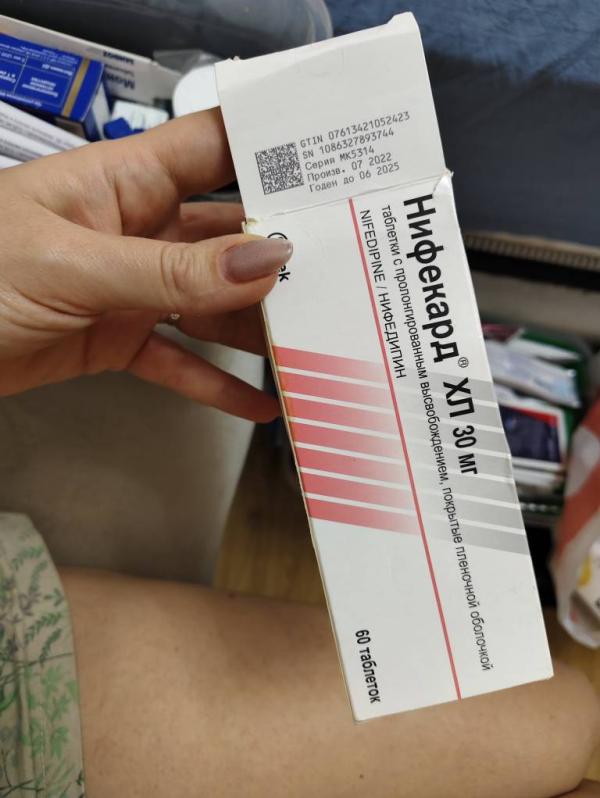 GTIN 07613421052423
SN 1086327893744
Серия MK5314
Произв. 07 2022
Годен до 06 2025
Нифекард® ХЛ 30 мг
таблетки с пролонгированным высвобождением, покрытые пленочной оболочкой
NIFEDIPINE / НИФЕДИПИН
60 таблеток